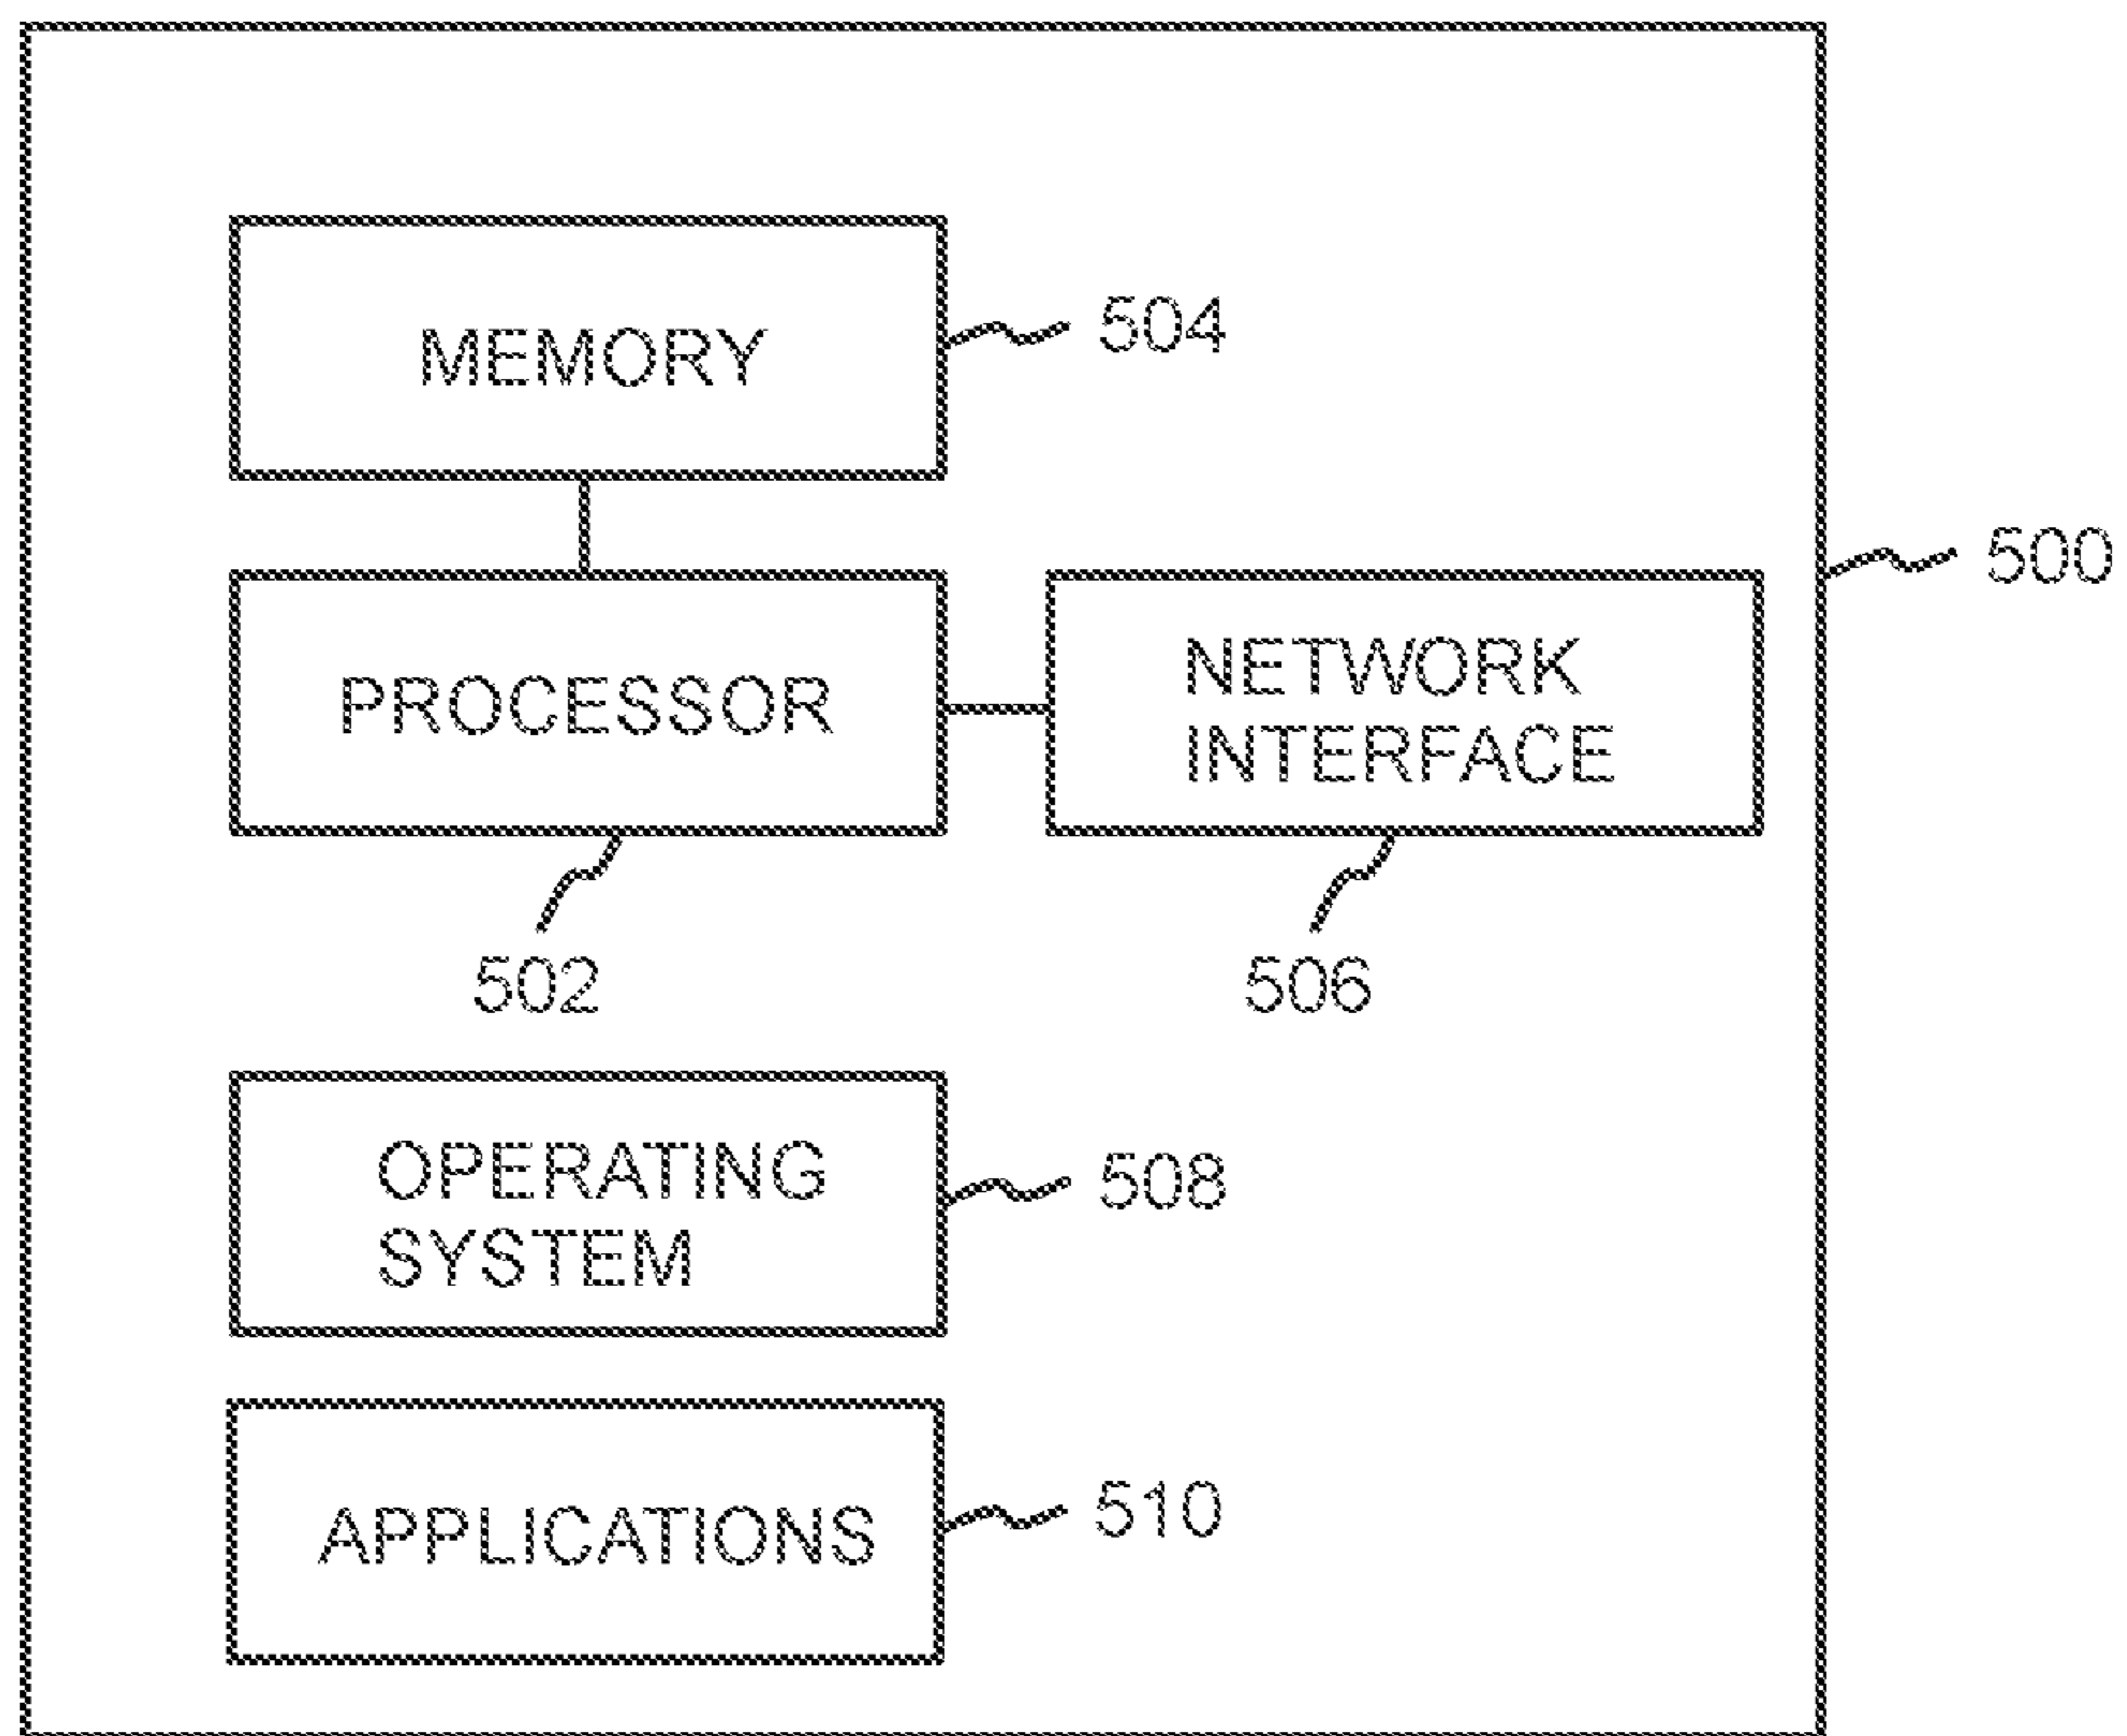 MEMORY
504
500
PROCESSOR
NETWORK
INTERFACE
502
506
OPERATING
SYSTEM
508
APPLICATIONS
510